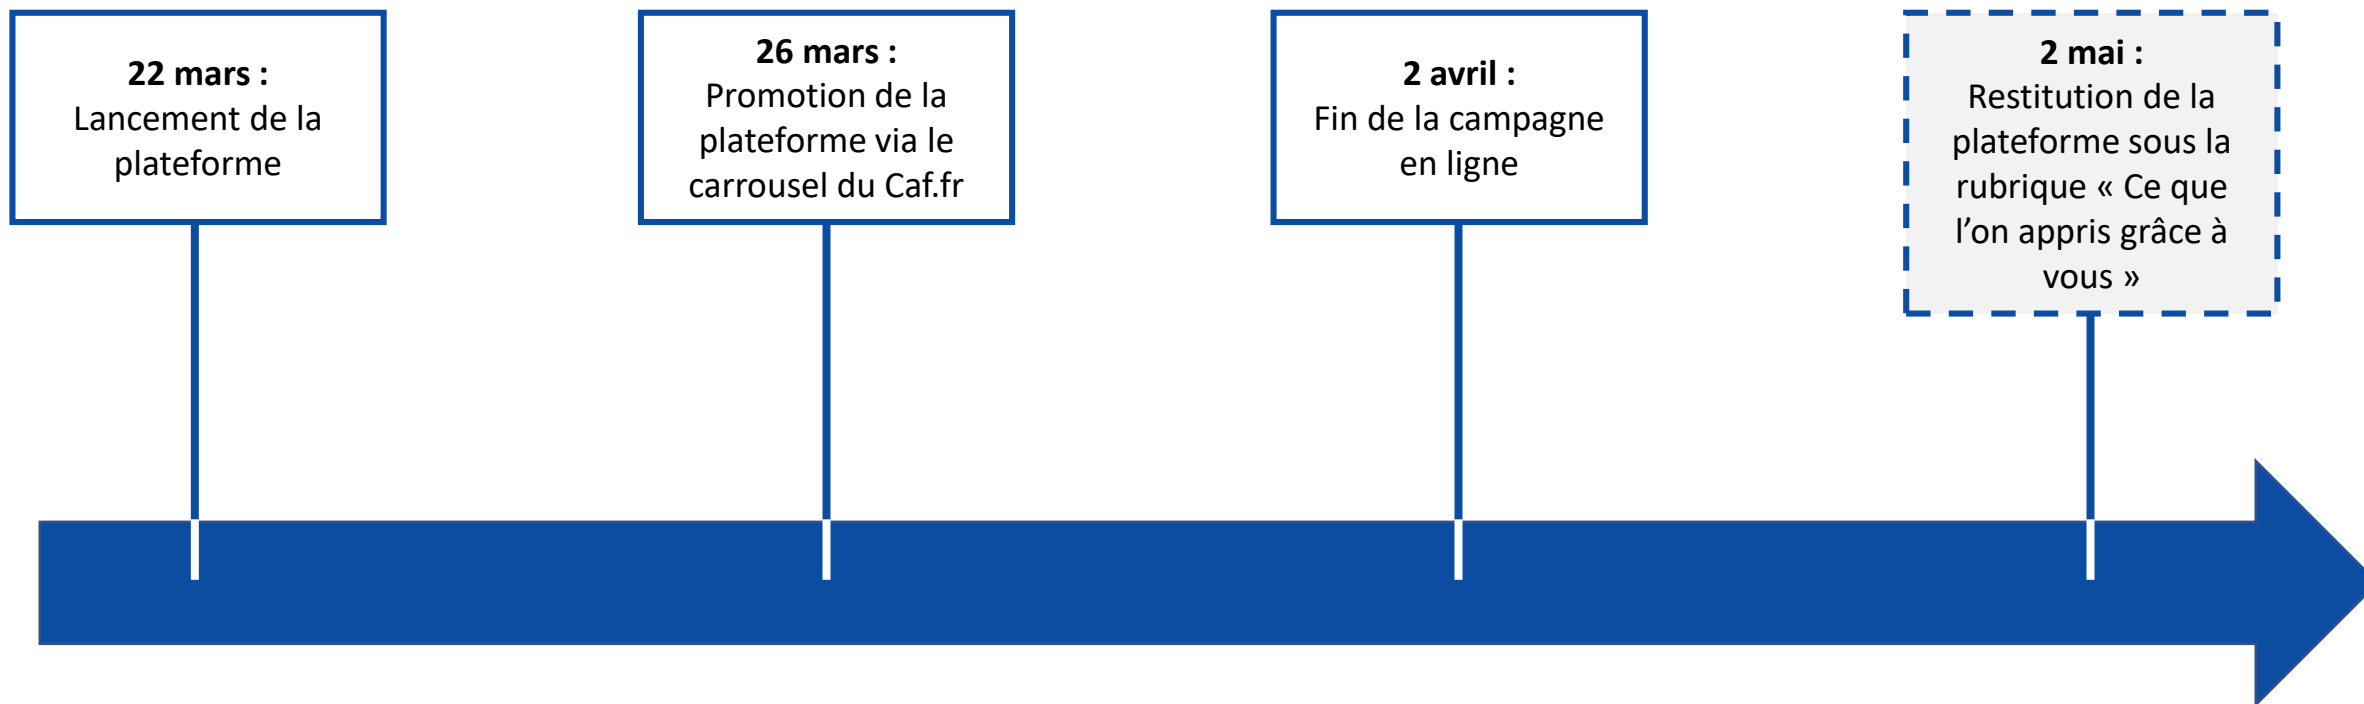 22 mars :
Lancement de la
plateforme
26 mars :
Promotion de la
plateforme via le
carrousel du Caf.fr
2 avril :
Fin de la campagne
en ligne
2 mai :
Restitution de la
plateforme sous la
rubrique « Ce que
l’on appris grâce à
vous »